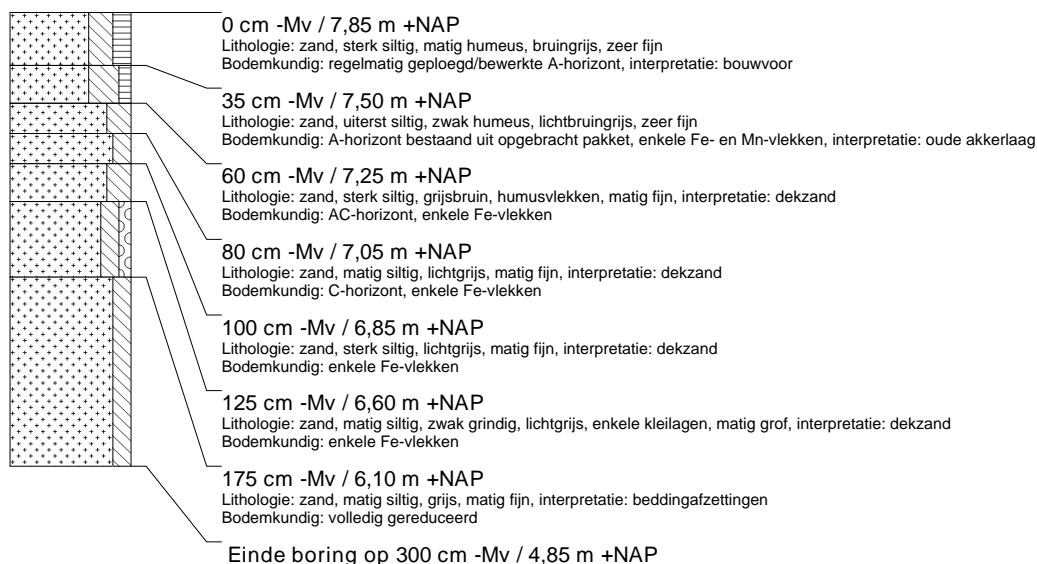 0 cm -Mv / 7,85 m +NAP
Lithologie: zand, sterk siltig, matig humeus, bruingrijs, zeer fijn
Bodemkundig: regelmatig geploegd/bewerkte A-horizont, interpretatie: bouwvoor
35 cm -Mv / 7,50 m +NAP
Lithologie: zand, uiterst siltig, zwak humeus, lichtbruingrijs, zeer fijn
Bodemkundig: A-horizont bestaand uit opgebracht pakket, enkele Fe- en Mn-vlekken, interpretatie: oude akkerlaag
60 cm -Mv / 7,25 m +NAP
Lithologie: zand, sterk siltig, grijsbruin, humusvlekken, matig fijn, interpretatie: dekzand
Bodemkundig: AC-horizont, enkele Fe-vlekken
80 cm -Mv / 7,05 m +NAP
Lithologie: zand, matig siltig, lichtgrijs, matig fijn, interpretatie: dekzand
Bodemkundig: C-horizont, enkele Fe-vlekken
100 cm -Mv / 6,85 m +NAP
Lithologie: zand, sterk siltig, lichtgrijs, matig fijn, interpretatie: dekzand
Bodemkundig: enkele Fe-vlekken
125 cm -Mv / 6,60 m +NAP
Lithologie: zand, matig siltig, zwak grindig, lichtgrijs, enkele kleilagen, matig grof, interpretatie: dekzand
Bodemkundig: enkele Fe-vlekken
175 cm -Mv / 6,10 m +NAP
Lithologie: zand, matig siltig, grijs, matig fijn, interpretatie: beddingafzettingen
Bodemkundig: volledig gereduceerd
Einde boring op 300 cm -Mv / 4,85 m +NAP